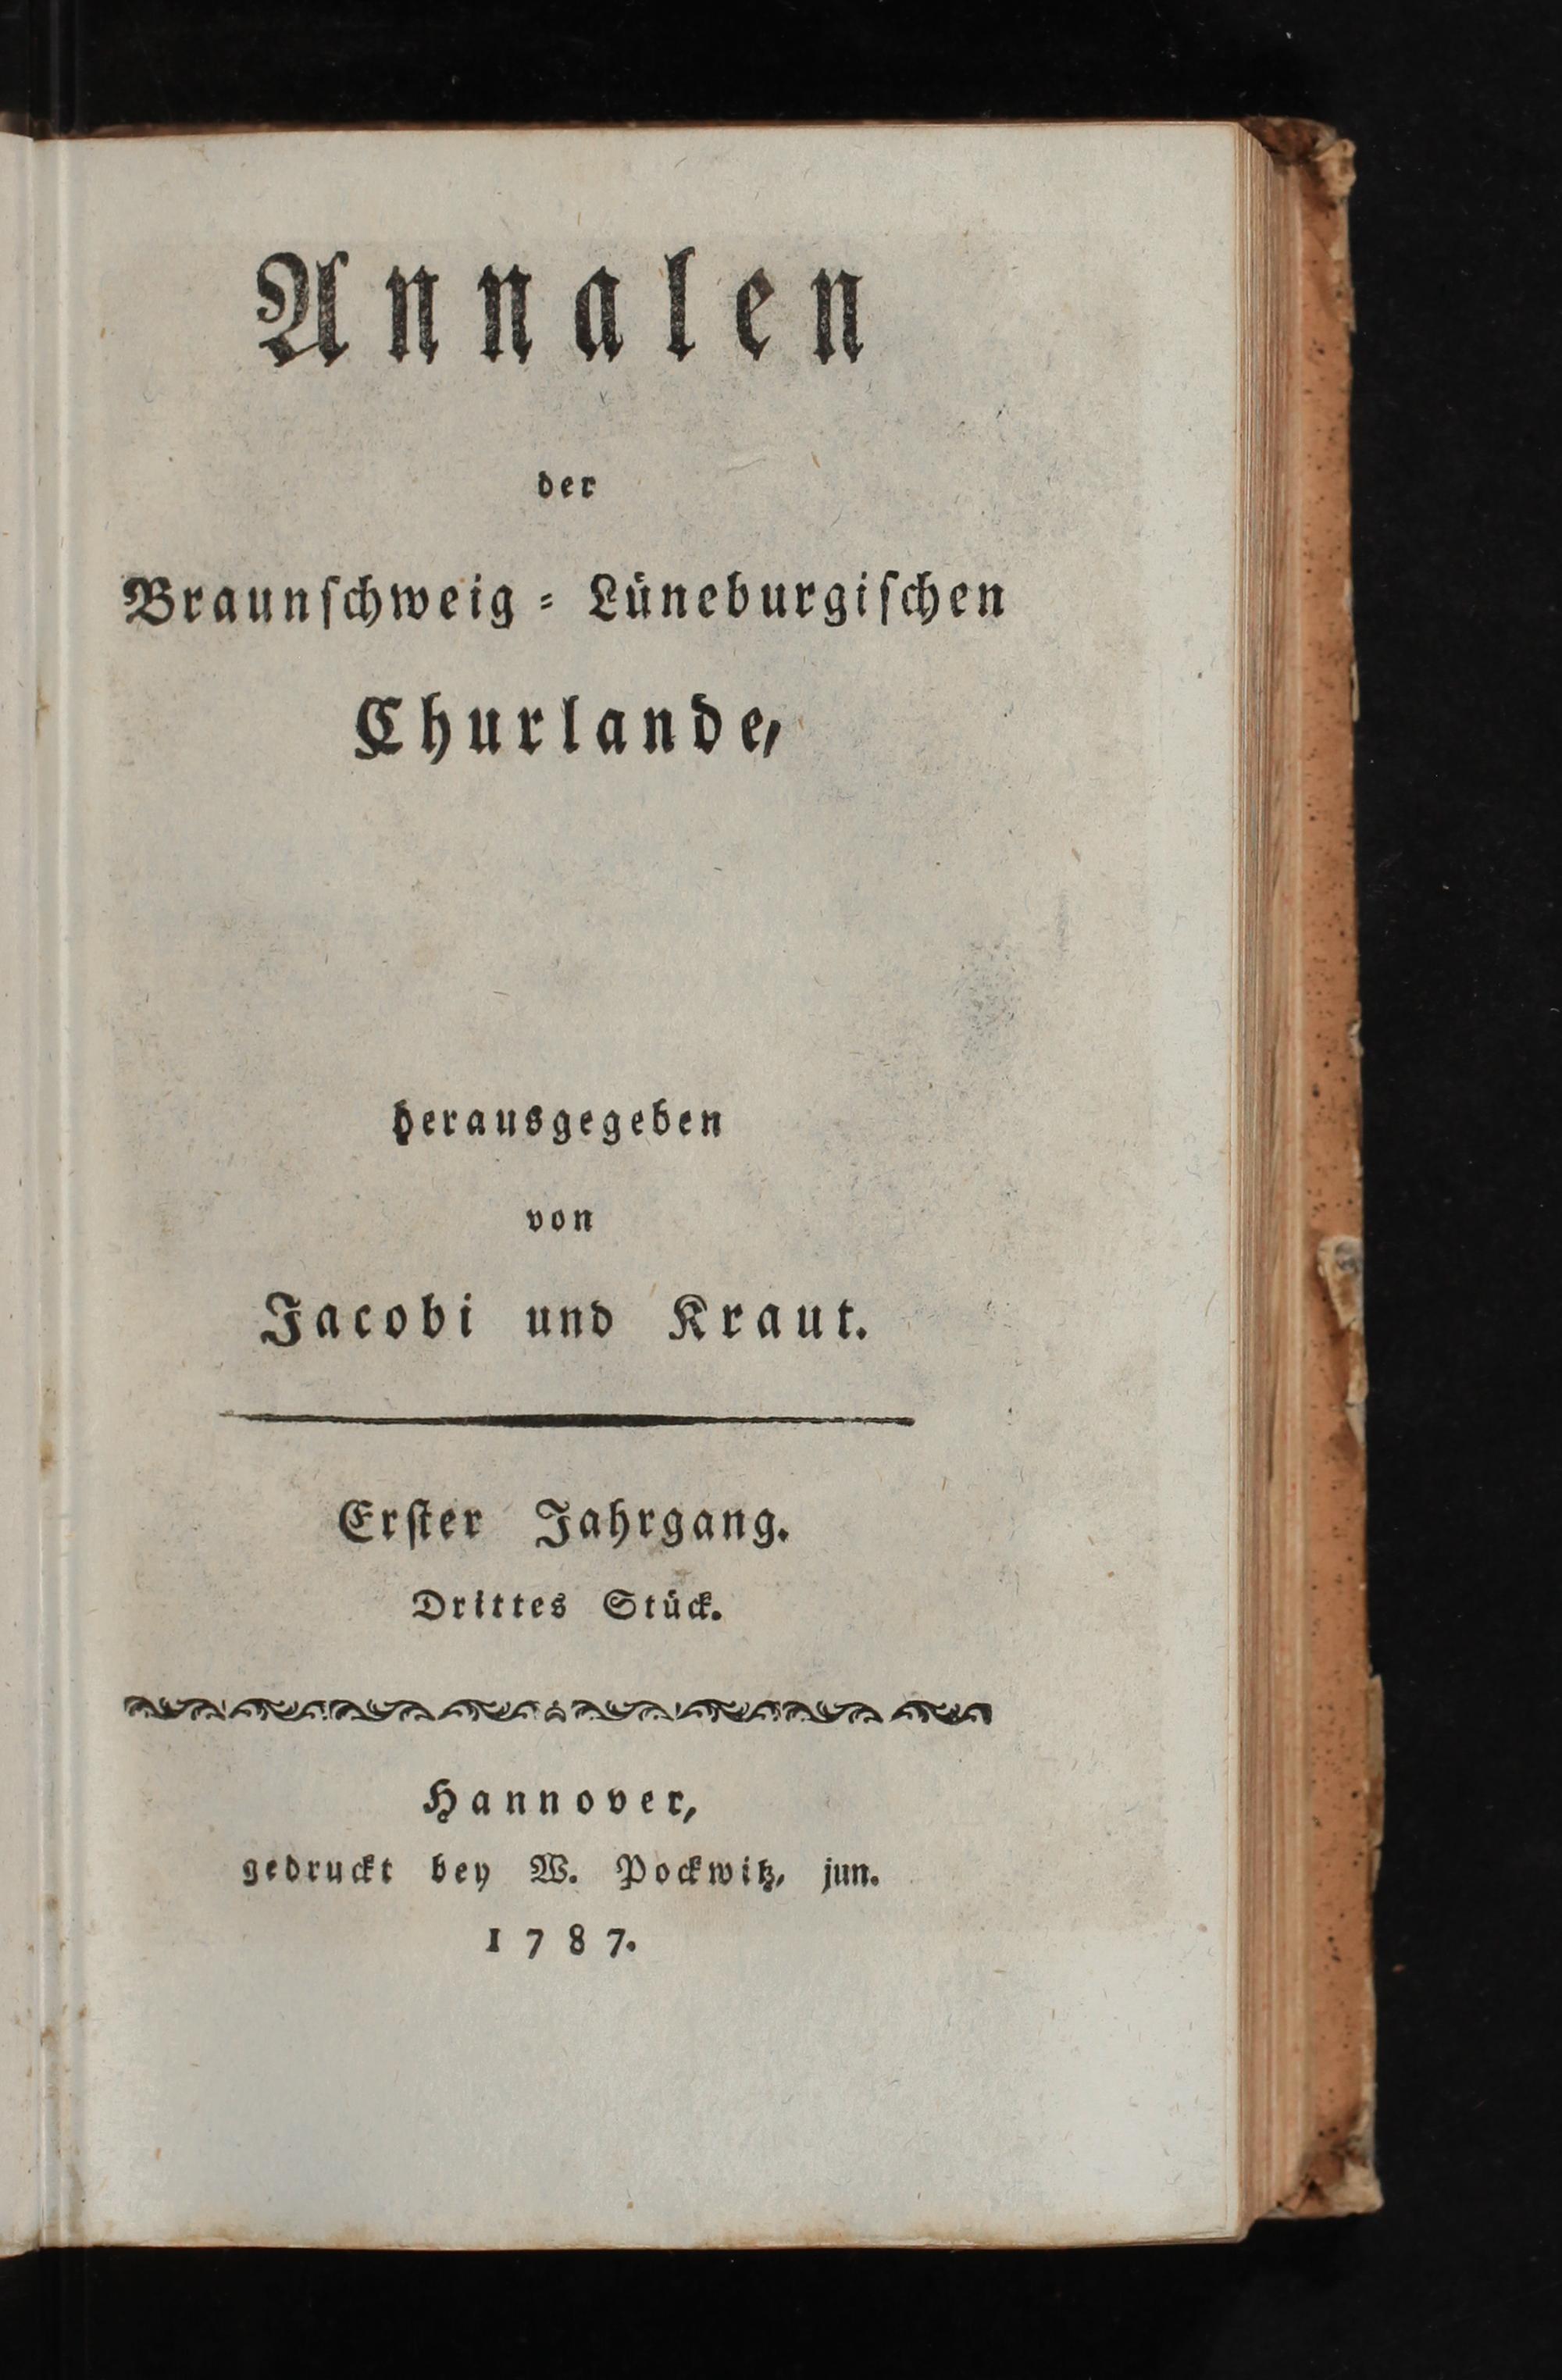 Annalen
der
Braunſchweig⸗Lüneburgiſchen
Churlande,
herausgegeben
von
Jacobi und Kraut.
Erſter Jahrgang.
Drittes Stück.
Hannover,
gedruckt bey W. Pockwitz, jun.
1787.